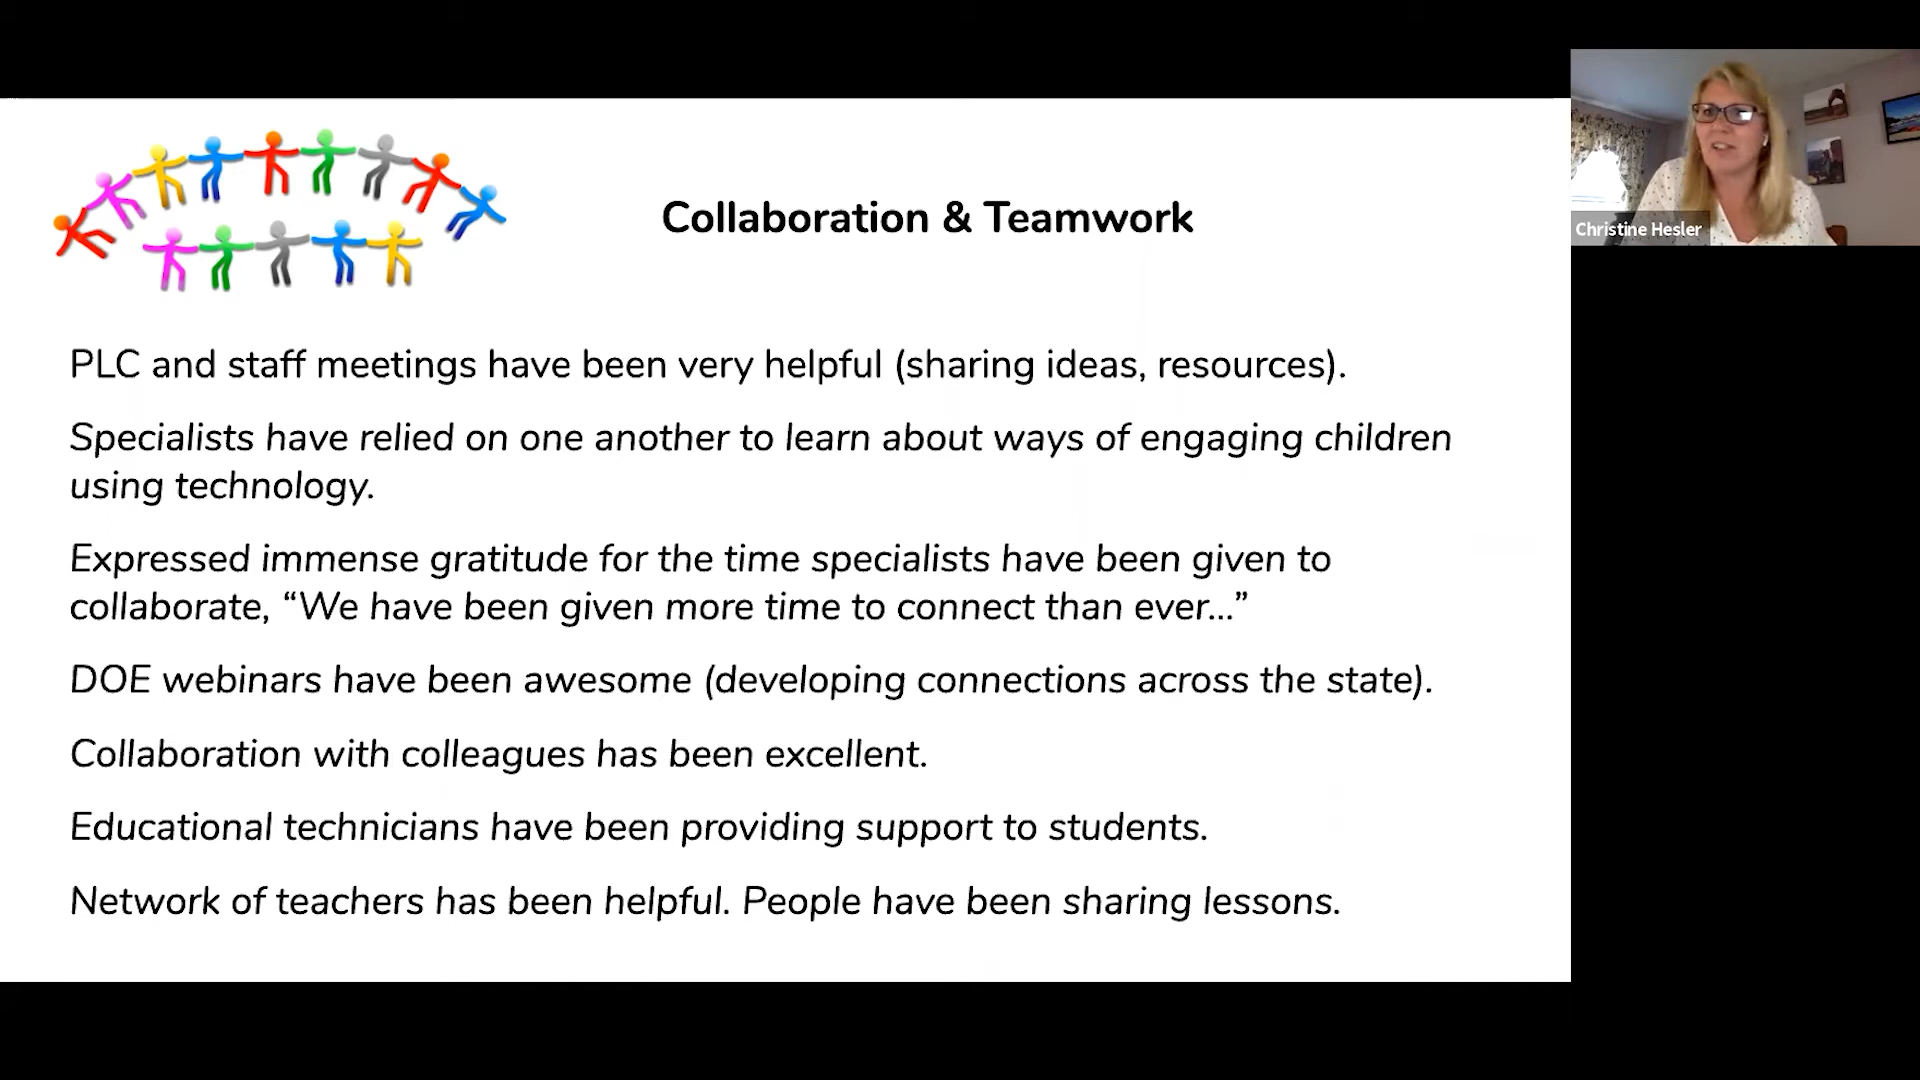 Collaboration & Teamwork
Christine Hesler
PLC and staff meetings have been very helpful (sharing ideas, resources).
Specialists have relied on one another to learn about ways of engaging children
using technology.
Expressed immense gratitude for the time specialists have been given to
collaborate, “We have been given more time to connect than ever...”
DOE webinars have been awesome (developing connections across the state).
Collaboration with colleagues has been excellent.
Educational technicians have been providing support to students.
Network of teachers has been helpful. People have been sharing lessons.